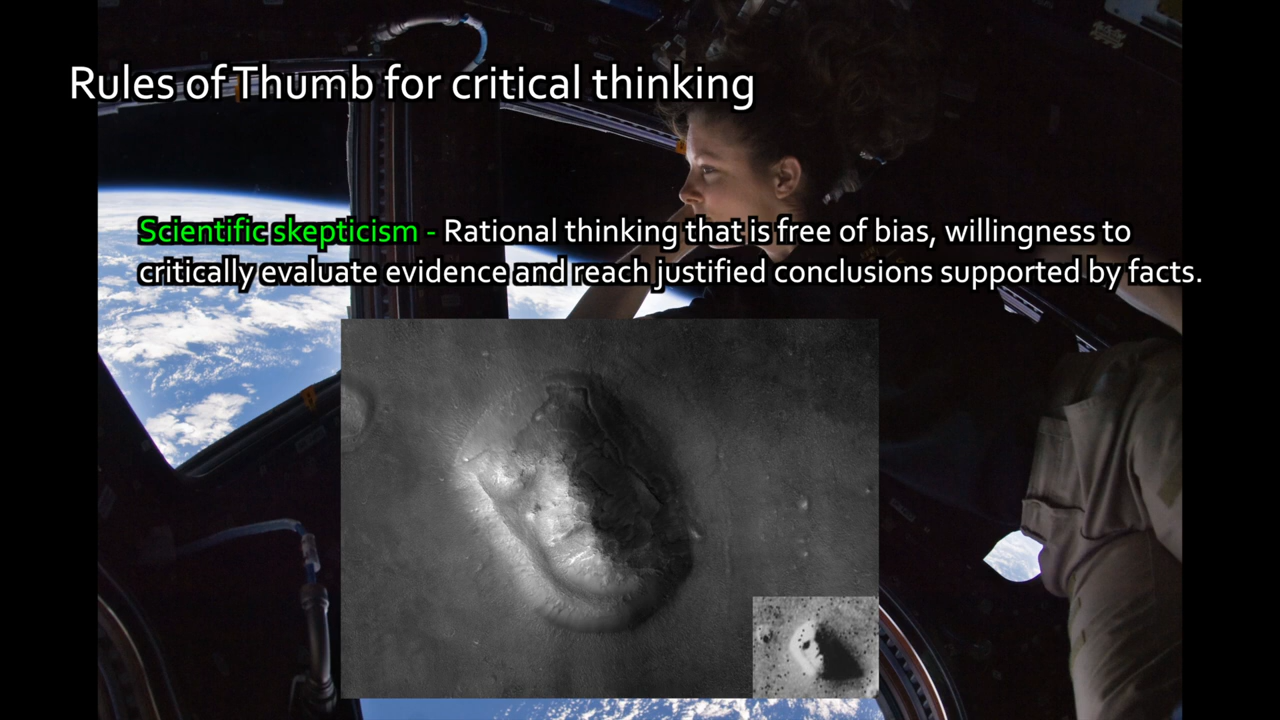 Rules of Thumb for critical thinking
Scientific skepticism - Rational thinking that is free of bias, willingness to
critically evaluate evidence and reach justified conclusions supported by facts.